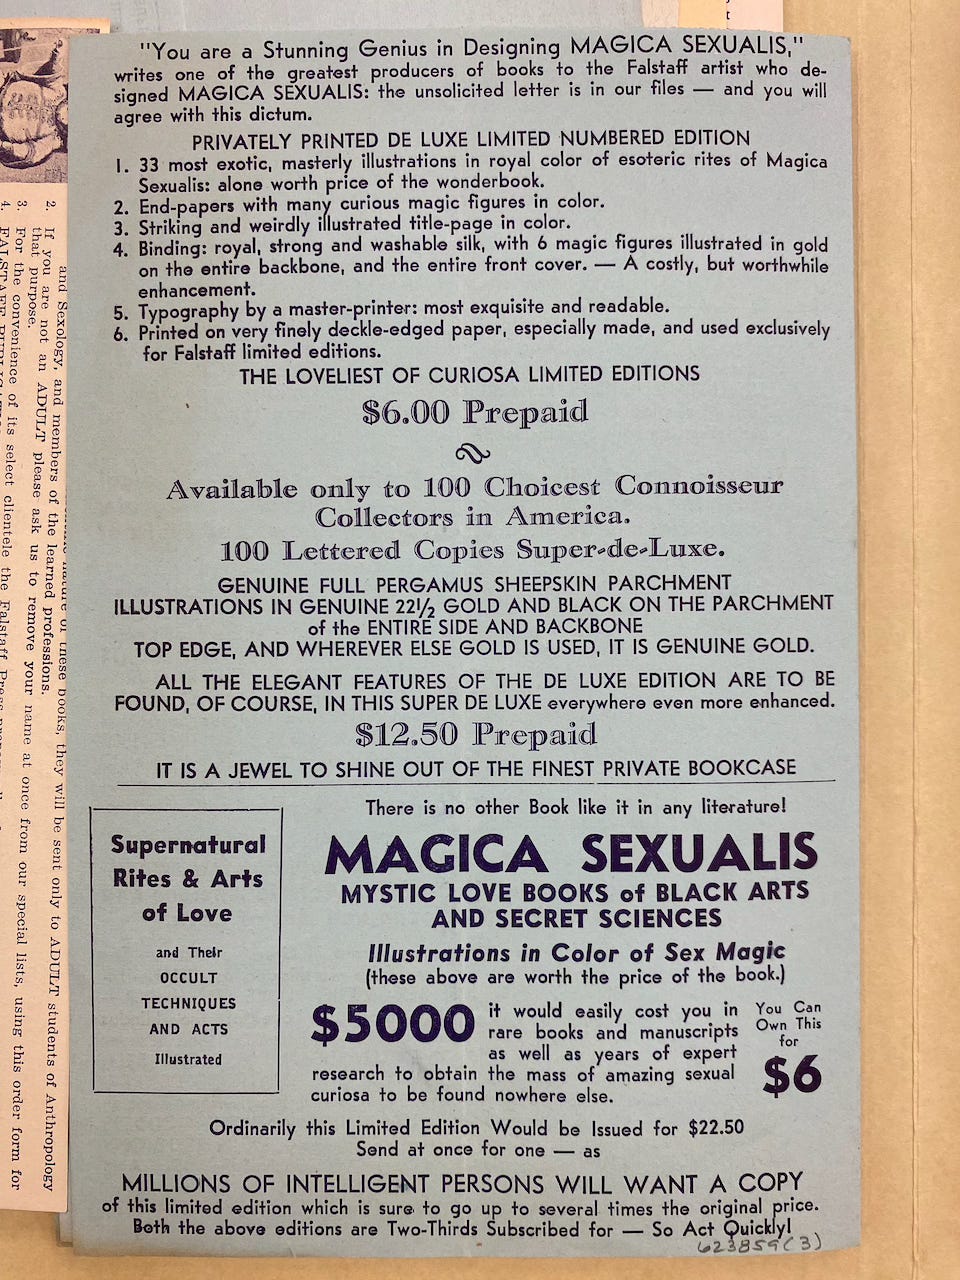 "You are a Stunning Genius in Designing MAGICA SEXUALIS,"
writes one of the greatest producers of books to the Falstaff artist who de-
signed MAGICA SEXUALIS: the unsolicited letter is in our files — and you will
agree with this dictum.
PRIVATELY PRINTED DE LUXE LIMITED NUMBERED EDITION
1. 33 most exotic, masterly illustrations in royal color of esoteric rites of Magica
Sexualis: alone worth price of the wonderbook.
2. End-papers with many curious magic figures in color.
3. Striking and weirdly illustrated title-page in color.
4. Binding: royal, strong and washable silk, with 6 magic figures illustrated in gold
on the entire backbone, and the entire front cover. — A costly, but worthwhile
enhancement.
5. Typography by a master-printer: most exquisite and readable.
6. Printed on very finely deckle-edged paper, especially made, and used exclusively
for Falstaff limited editions.
THE LOVELIEST OF CURIOSA LIMITED EDITIONS
$6.00 Prepaid
Available only to 100 Choicest Connoisseur
Collectors in America.
100 Lettered Copies Super-de-Luxe.
GENUINE FULL PERGAMUS SHEEPSKIN PARCHMENT
ILLUSTRATIONS IN GENUINE 22½ GOLD AND BLACK ON THE PARCHMENT
of the ENTIRE SIDE AND BACKBONE
TOP EDGE, AND WHEREVER ELSE GOLD IS USED, IT IS GENUINE GOLD.
ALL THE ELEGANT FEATURES OF THE DE LUXE EDITION ARE TO BE
FOUND, OF COURSE, IN THIS SUPER DE LUXE everywhere even more enhanced.
$12.50 Prepaid
IT IS A JEWEL TO SHINE OUT OF THE FINEST PRIVATE BOOKCASE
Supernatural
Rites & Arts
of Love
and Their
OCCULT
TECHNIQUES
AND ACTS
Illustrated
There is no other Book like it in any literature!
MAGICA SEXUALIS
MYSTIC LOVE BOOKS of BLACK ARTS
AND SECRET SCIENCES
Illustrations in Color of Sex Magic
(these above are worth the price of the book.)
$5000 it would easily cost you in
rare books and manuscripts
as well as years of expert
research to obtain the mass of amazing sexual
curiosa to be found nowhere else.
You Can
Own This
for
$6
Ordinarily this Limited Edition Would be Issued for $22.50
Send at once for one — as
MILLIONS OF INTELLIGENT PERSONS WILL WANT A COPY
of this limited edition which is sure to go up to several times the original price.
Both the above editions are Two-Thirds Subscribed for — So Act Quickly!
623859(3)
nature of these books, they will be sent only to ADULT students of Anthropology
and Sexology, and members of the learned professions.
2. If you are not an ADULT please ask us to remove your name at once from our special lists, using this order form for
that purpose.
3. For the convenience of its select clientele the Falstaff Press
4. FALSTAFF